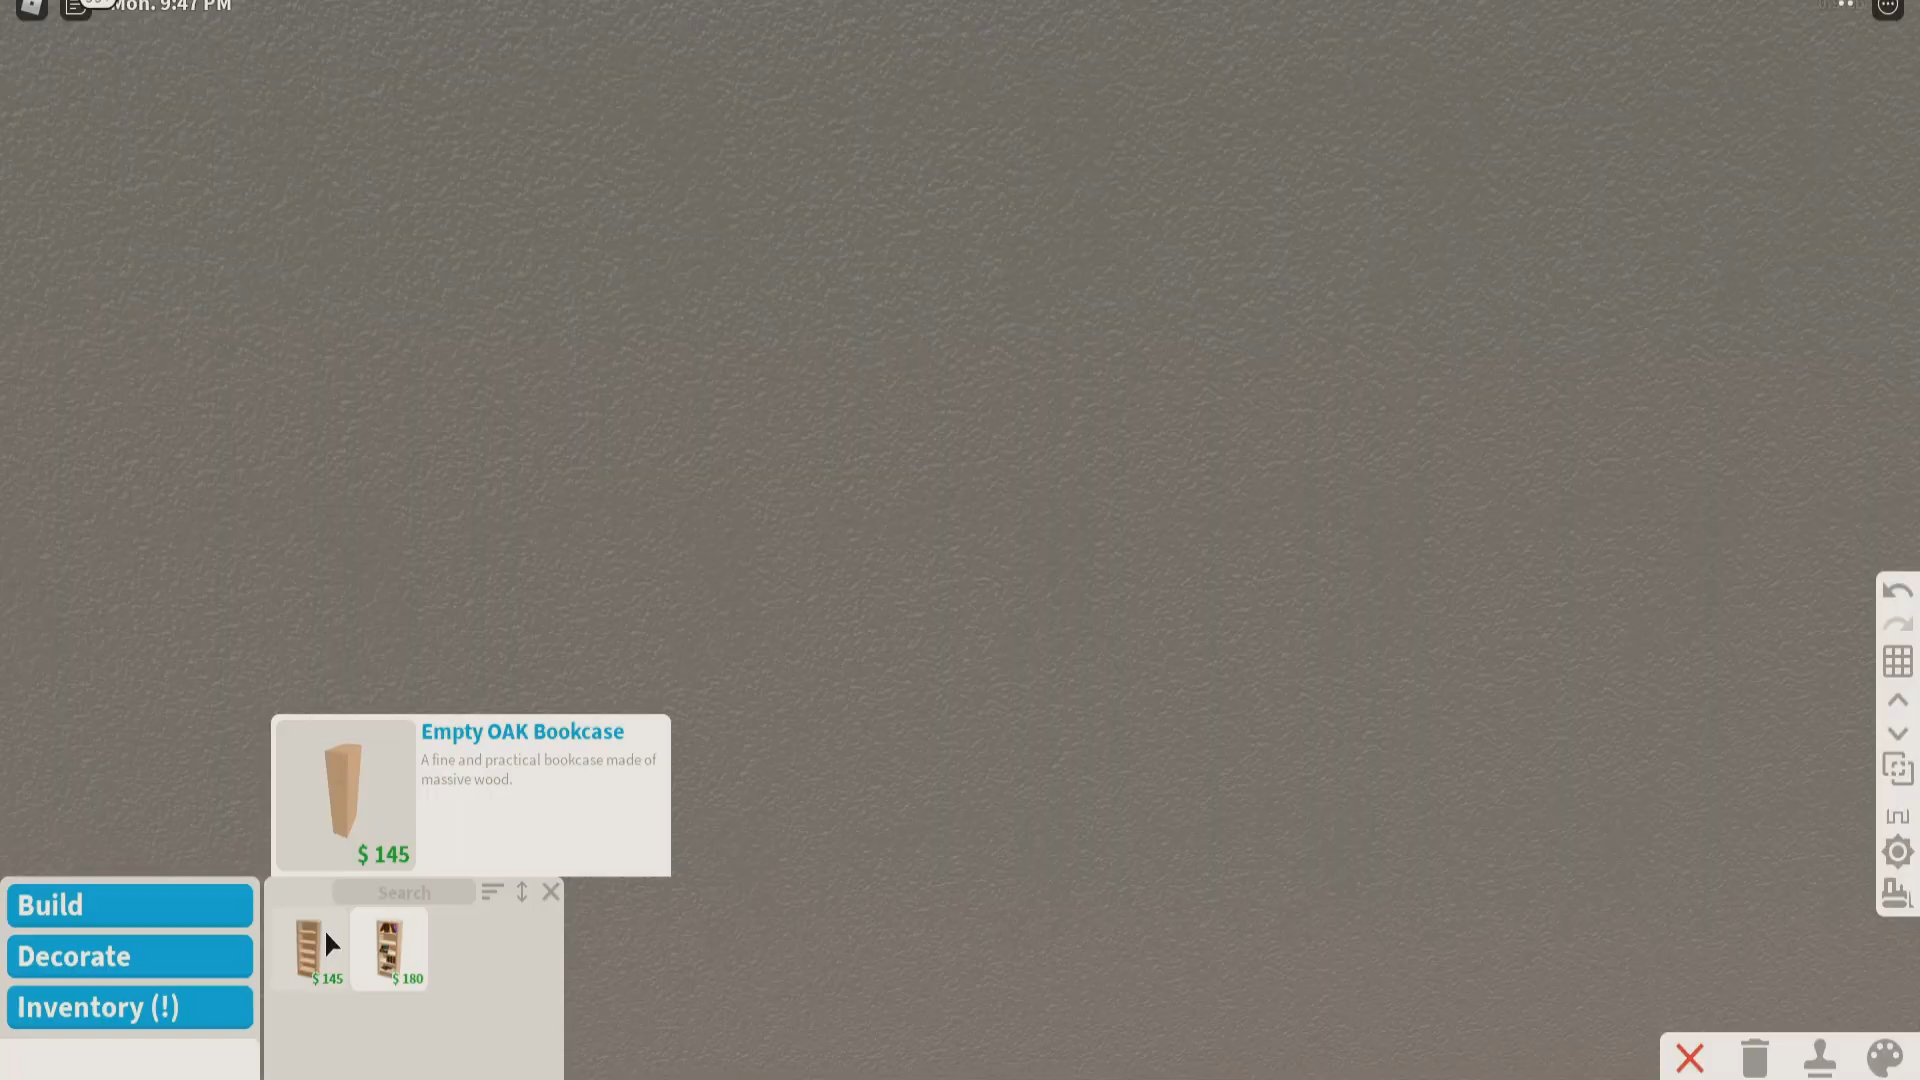 Mon. 9:47 PM
Empty OAK Bookcase
A fine and practical bookcase made of
massive wood.
$ 145
Build
Search
Decorate
$ 145
$ 180
Inventory (!)